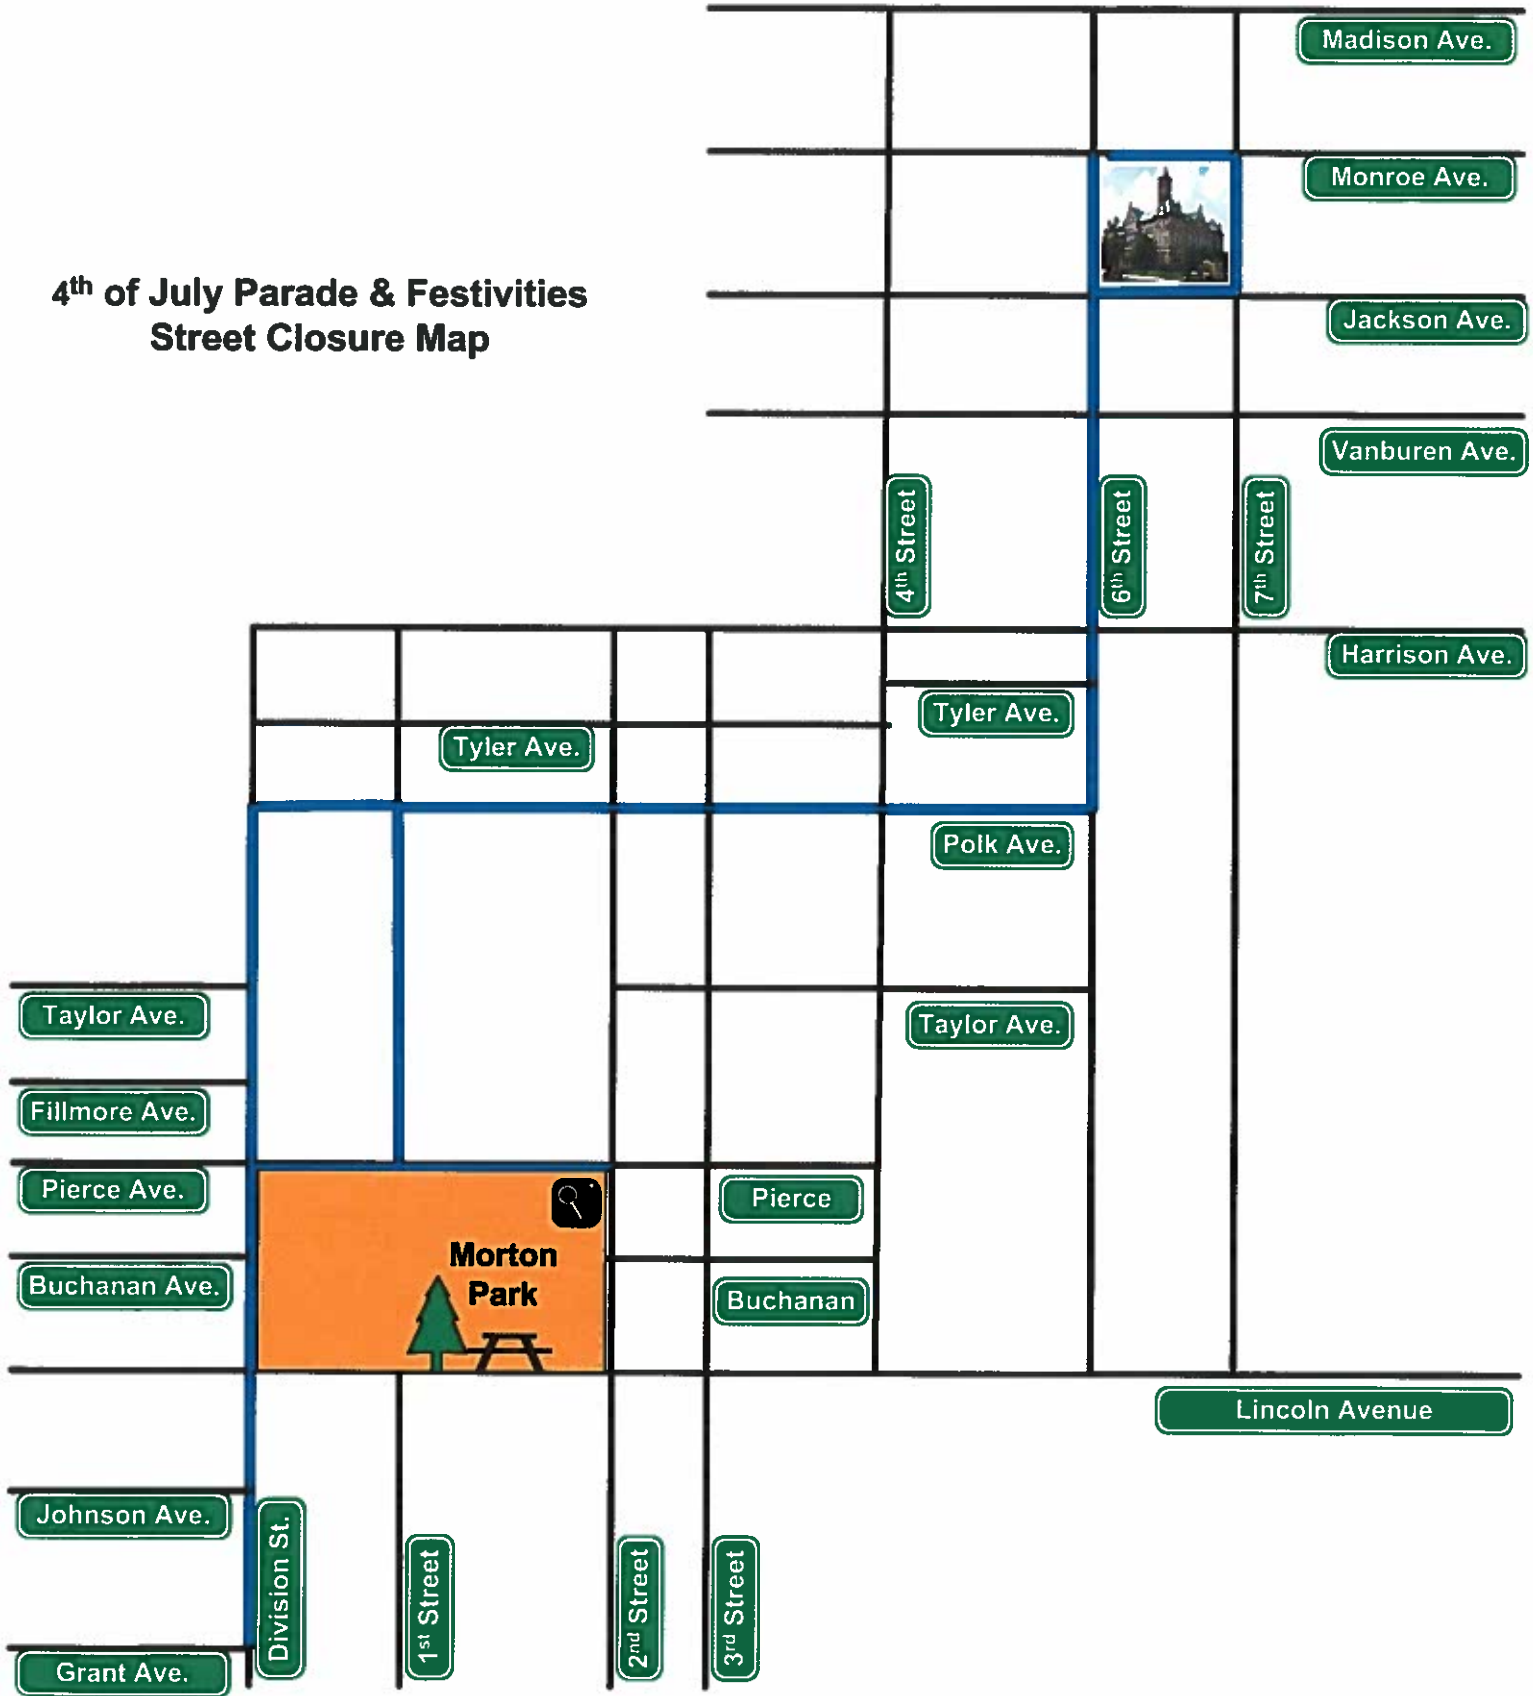 Madison Ave.
Monroe Ave.
4th of July Parade & Festivities
Street Closure Map
Jackson Ave.
Vanburen Ave.
4th Street
6th Street
7th Street
Harrison Ave.
Tyler Ave.
Tyler Ave.
Polk Ave.
Taylor Ave.
Taylor Ave.
Fillmore Ave.
Pierce Ave.
Pierce
Morton
Park
Buchanan Ave.
Buchanan
Lincoln Avenue
Johnson Ave.
Division St.
1st Street
2nd Street
3rd Street
Grant Ave.